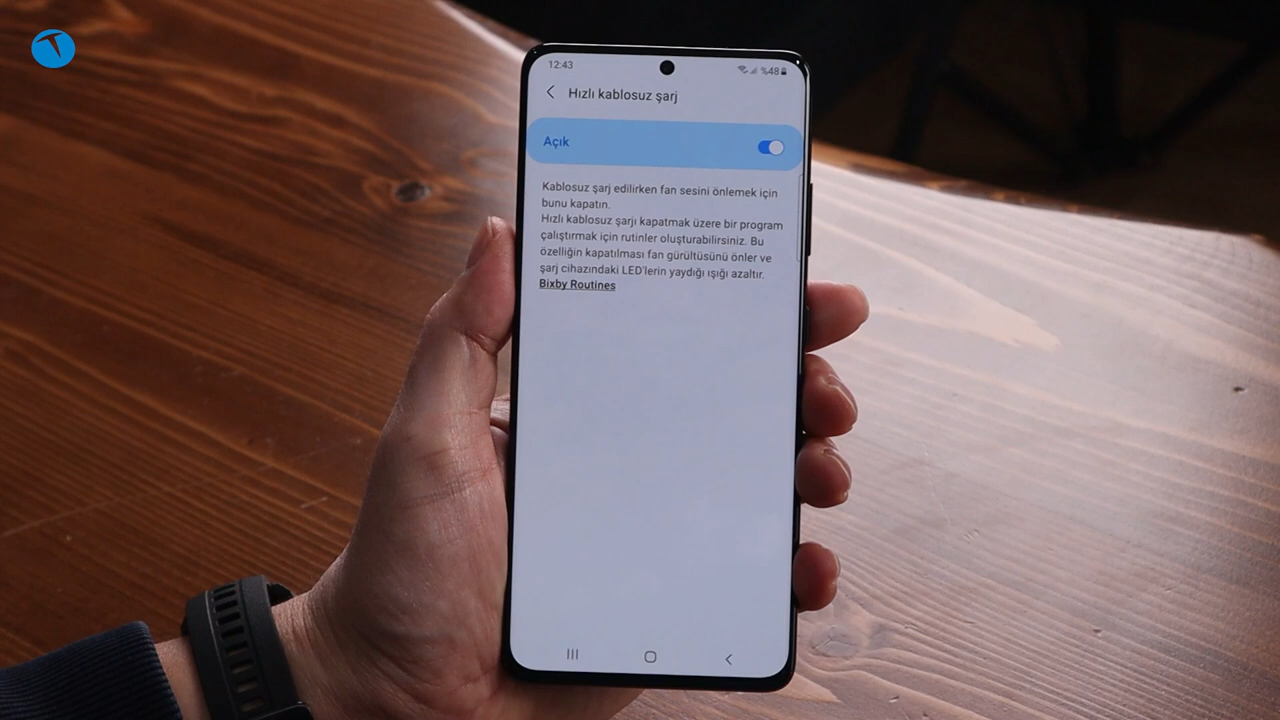 12:43
%48
Hızlı kablosuz şarj
Açık
Kablosuz şarj edilirken fan sesini önlemek için
bunu kapatın.
Hızlı kablosuz şarjı kapatmak üzere bir program
çalıştırmak için rutinler oluşturabilirsiniz. Bu
özelliğin kapatılması fan gürültüsünü önler ve
şarj cihazındaki LED'lerin yaydığı ışığı azaltır.
Bixby Routines